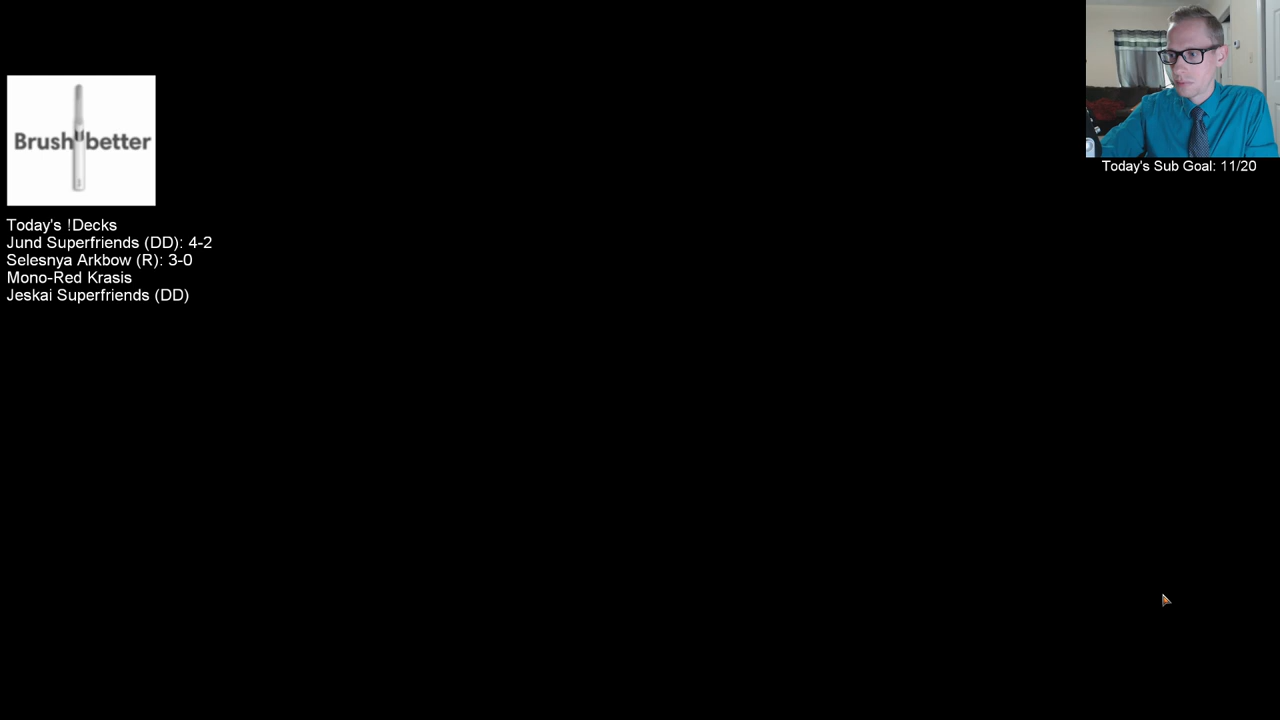 Brush better
Today's !Decks
Jund Superfriends (DD): 4-2
Selesnya Arkbow (R): 3-0
Mono-Red Krasis
Jeskai Superfriends (DD)
Today's Sub Goal: 11/20